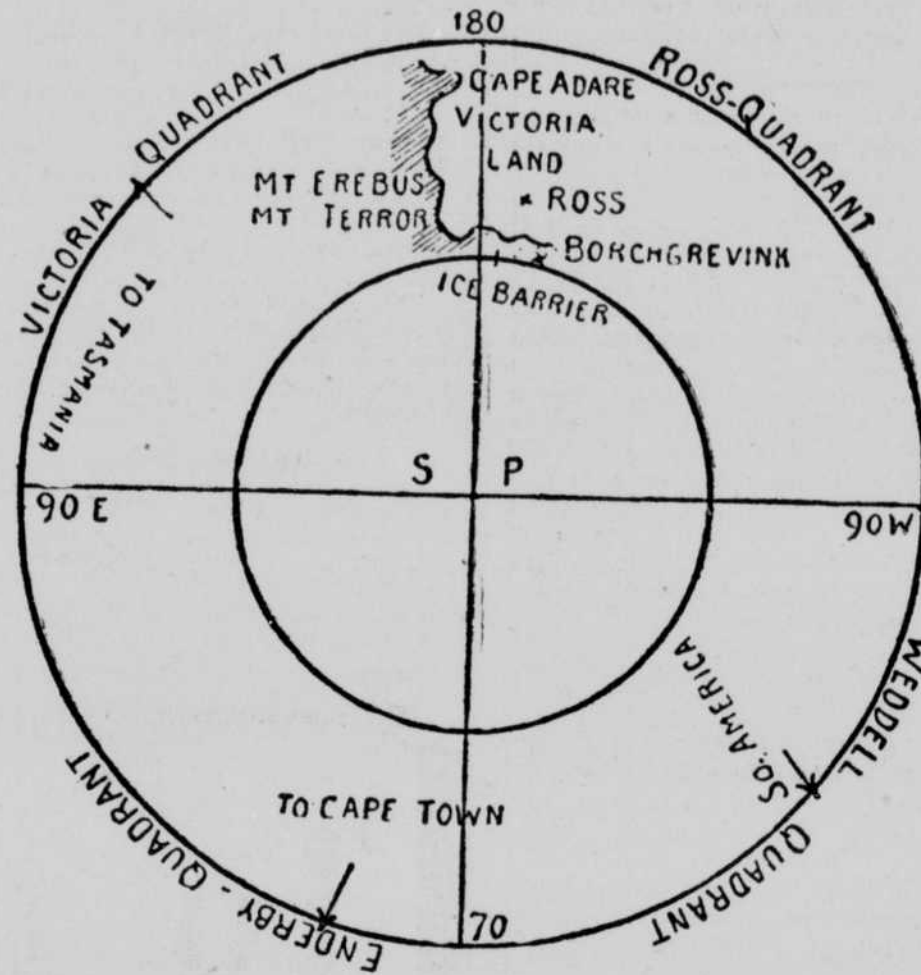 180
VICTORIA QUADRANT
ROSS-QUADRANT
CAPE ADARE
VICTORIA
LAND
MT EREBUS
MT TERROR
ROSS
BORCHGREVINK
ICE BARRIER
TO TASMANIA
S P
90 E
90 W
SO. AMERICA
WEDDELL QUADRANT
TO CAPE TOWN
ENDERBY - QUADRANT
70